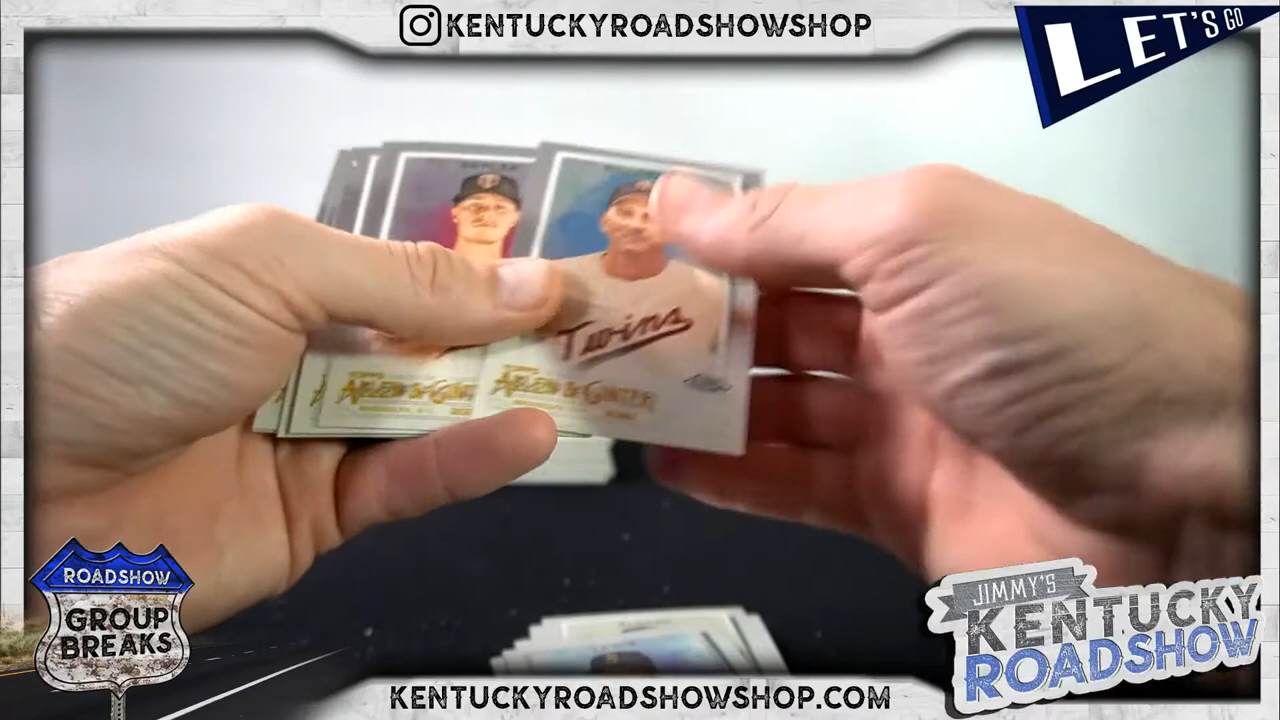 KENTUCKYROADSHOWSHOP
LET'S GO
Twins
ALLEN & GINTER
ALLEN & GINTER
ROADSHOW
GROUP
BREAKS
JIMMY'S
KENTUCKY
ROADSHOW
KENTUCKYROADSHOWSHOP.COM